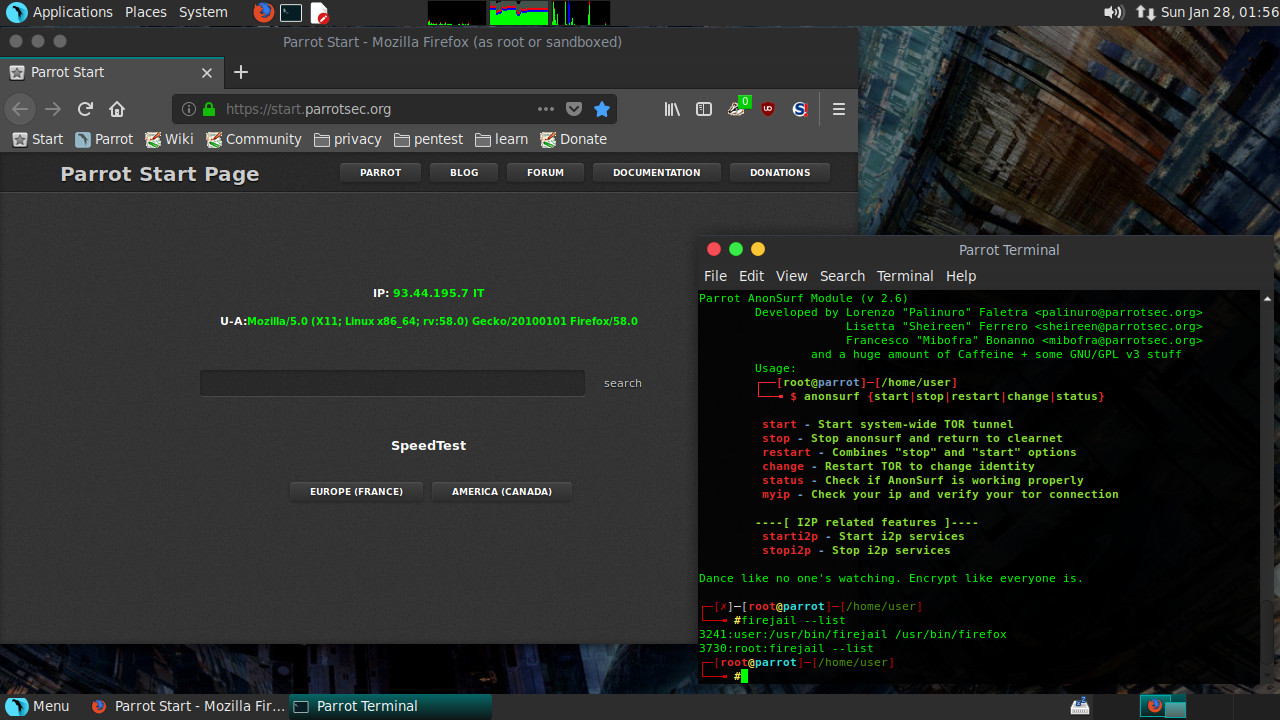 Applications Places System
Sun Jan 28, 01:56
Parrot Start - Mozilla Firefox (as root or sandboxed)
Parrot Start
https://start.parrotsec.org
0
Start Parrot Wiki Community privacy pentest learn Donate
Parrot Start Page
PARROT BLOG FORUM DOCUMENTATION DONATIONS
IP: 93.44.195.7 IT
U-A:Mozilla/5.0 (X11; Linux x86_64; rv:58.0) Gecko/20100101 Firefox/58.0
search
SpeedTest
EUROPE (FRANCE) AMERICA (CANADA)
Parrot Terminal
File Edit View Search Terminal Help
Parrot AnonSurf Module (v 2.6)
Developed by Lorenzo "Palinuro" Faletra <palinuro@parrotsec.org>
Lisetta "Sheireen" Ferrero <sheireen@parrotsec.org>
Francesco "Mibofra" Bonanno <mibofra@parrotsec.org>
and a huge amount of Caffeine + some GNU/GPL v3 stuff
Usage:
┌──[root@parrot]─[/home/user]
└──╼ $ anonsurf {start|stop|restart|change|status}
start - Start system-wide TOR tunnel
stop - Stop anonsurf and return to clearnet
restart - Combines "stop" and "start" options
change - Restart TOR to change identity
status - Check if AnonSurf is working properly
myip - Check your ip and verify your tor connection
----[ I2P related features ]----
starti2p - Start i2p services
stopi2p - Stop i2p services
Dance like no one's watching. Encrypt like everyone is.
┌─[✗]─[root@parrot]─[/home/user]
└──╼ #firejail --list
3241:user:/usr/bin/firejail /usr/bin/firefox
3730:root:firejail --list
┌─[root@parrot]─[/home/user]
└──╼ #
Menu Parrot Start - Mozilla Fir... Parrot Terminal